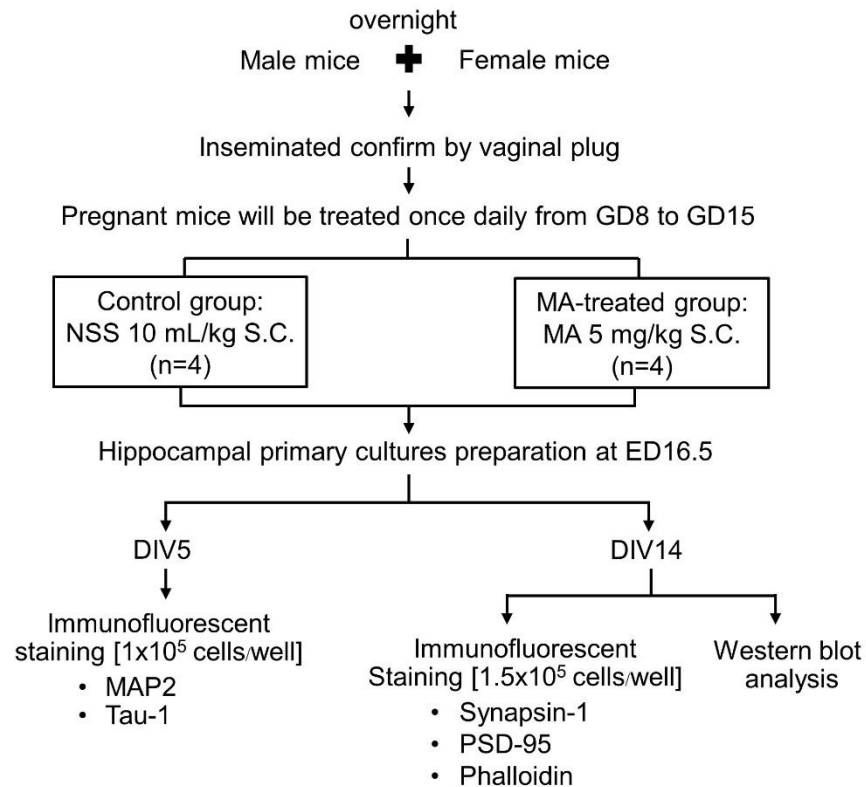 overnight
Male mice + Female mice
Inseminated confirm by vaginal plug
Pregnant mice will be treated once daily from GD8 to GD15
Control group:
NSS 10 mL/kg S.C.
(n=4)
MA-treated group:
MA 5 mg/kg S.C.
(n=4)
Hippocampal primary cultures preparation at ED16.5
DIV5
DIV14
Immunofluorescent
staining [1x10⁵ cells/well]
• MAP2
• Tau-1
Immunofluorescent
Staining [1.5x10⁵ cells/well]
• Synapsin-1
• PSD-95
• Phalloidin
Western blot
analysis